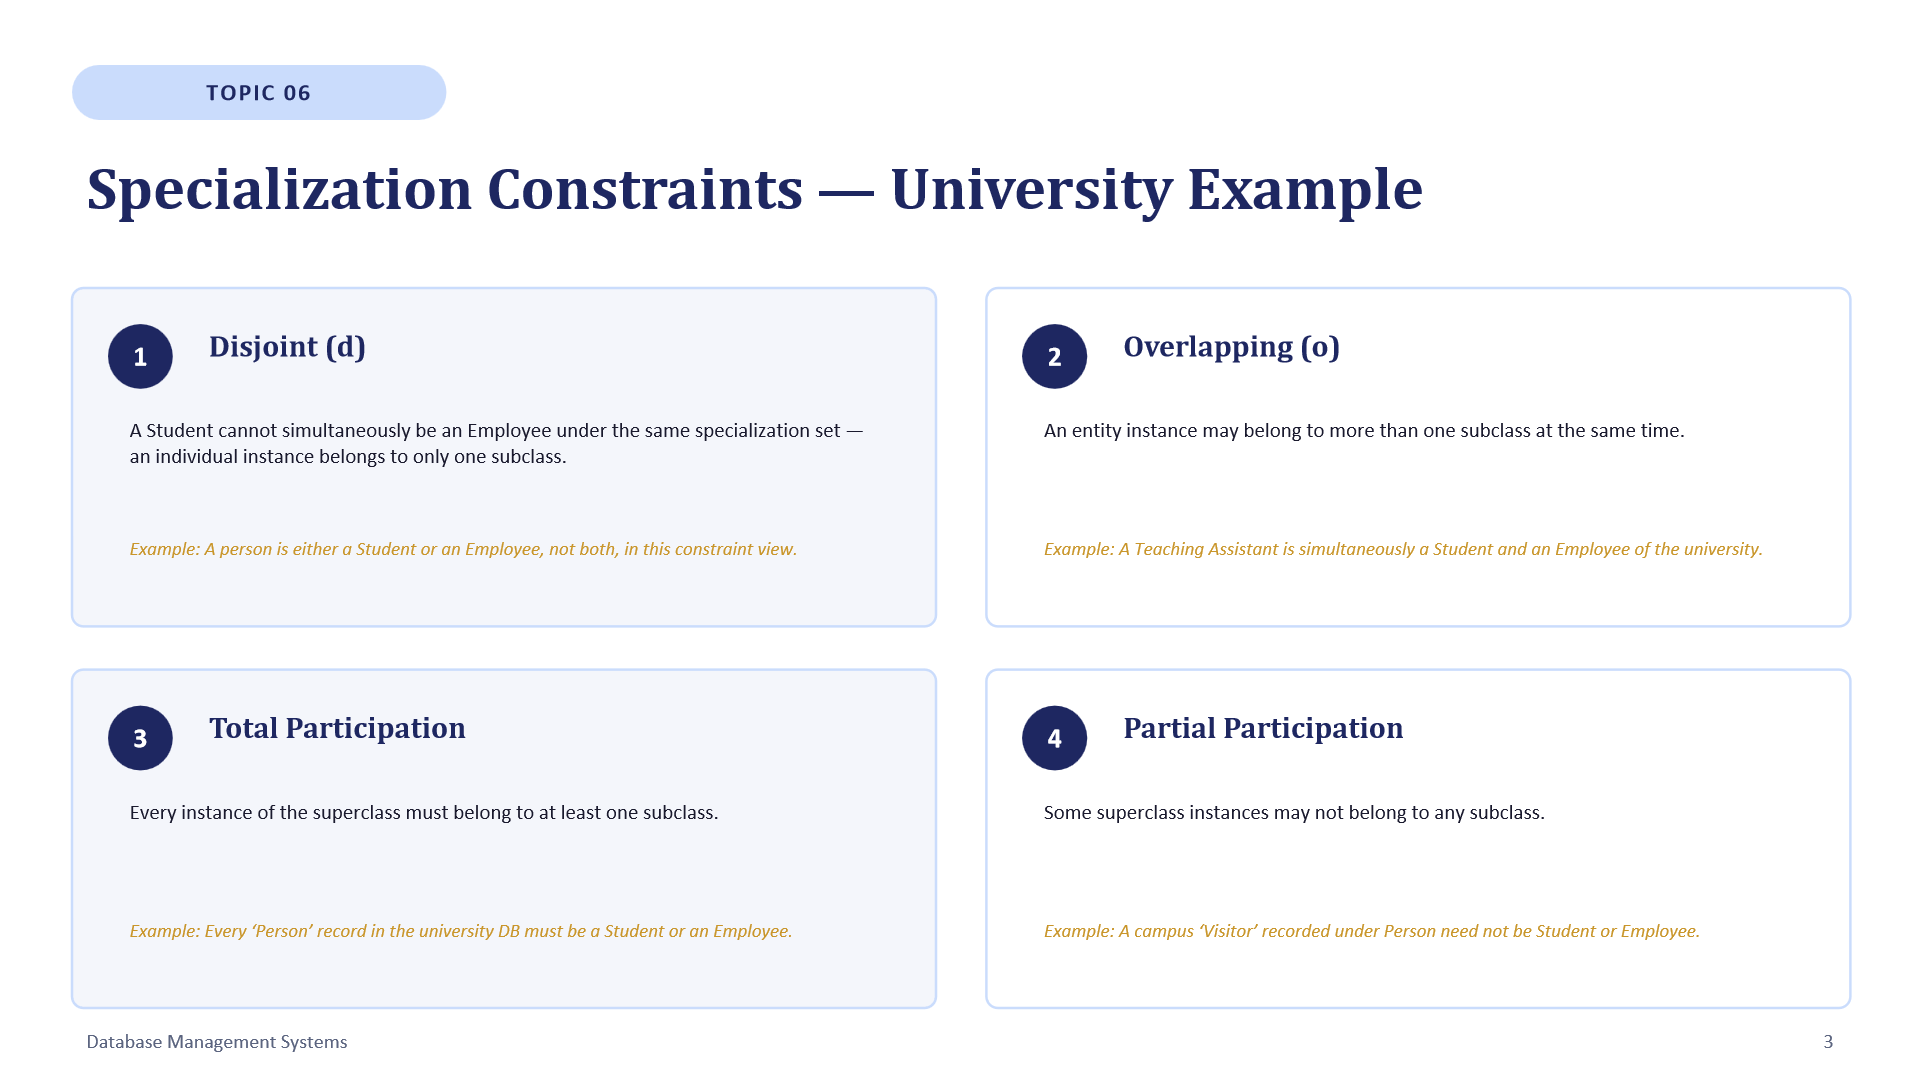 TOPIC 06
Specialization Constraints — University Example
1
Disjoint (d)
A Student cannot simultaneously be an Employee under the same specialization set —
an individual instance belongs to only one subclass.
Example: A person is either a Student or an Employee, not both, in this constraint view.
2
Overlapping (o)
An entity instance may belong to more than one subclass at the same time.
Example: A Teaching Assistant is simultaneously a Student and an Employee of the university.
3
Total Participation
Every instance of the superclass must belong to at least one subclass.
Example: Every ‘Person’ record in the university DB must be a Student or an Employee.
4
Partial Participation
Some superclass instances may not belong to any subclass.
Example: A campus ‘Visitor’ recorded under Person need not be Student or Employee.
Database Management Systems
3